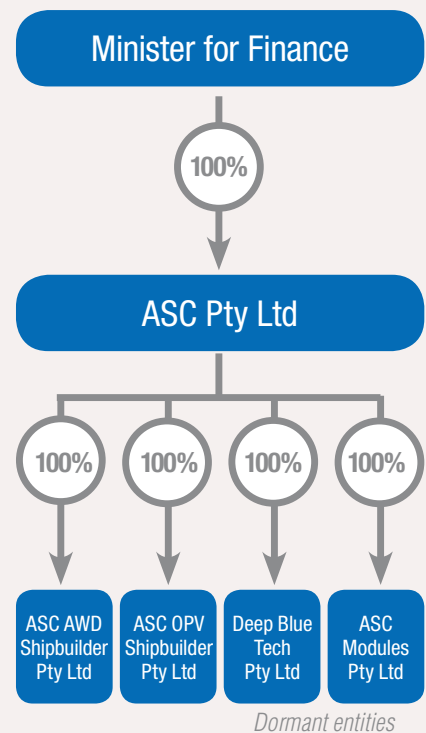 Minister for Finance
100%
ASC Pty Ltd
100%
100%
100%
100%
ASC AWD
Shipbuilder
Pty Ltd
ASC OPV
Shipbuilder
Pty Ltd
Deep Blue
Tech
Pty Ltd
ASC
Modules
Pty Ltd
Dormant entities